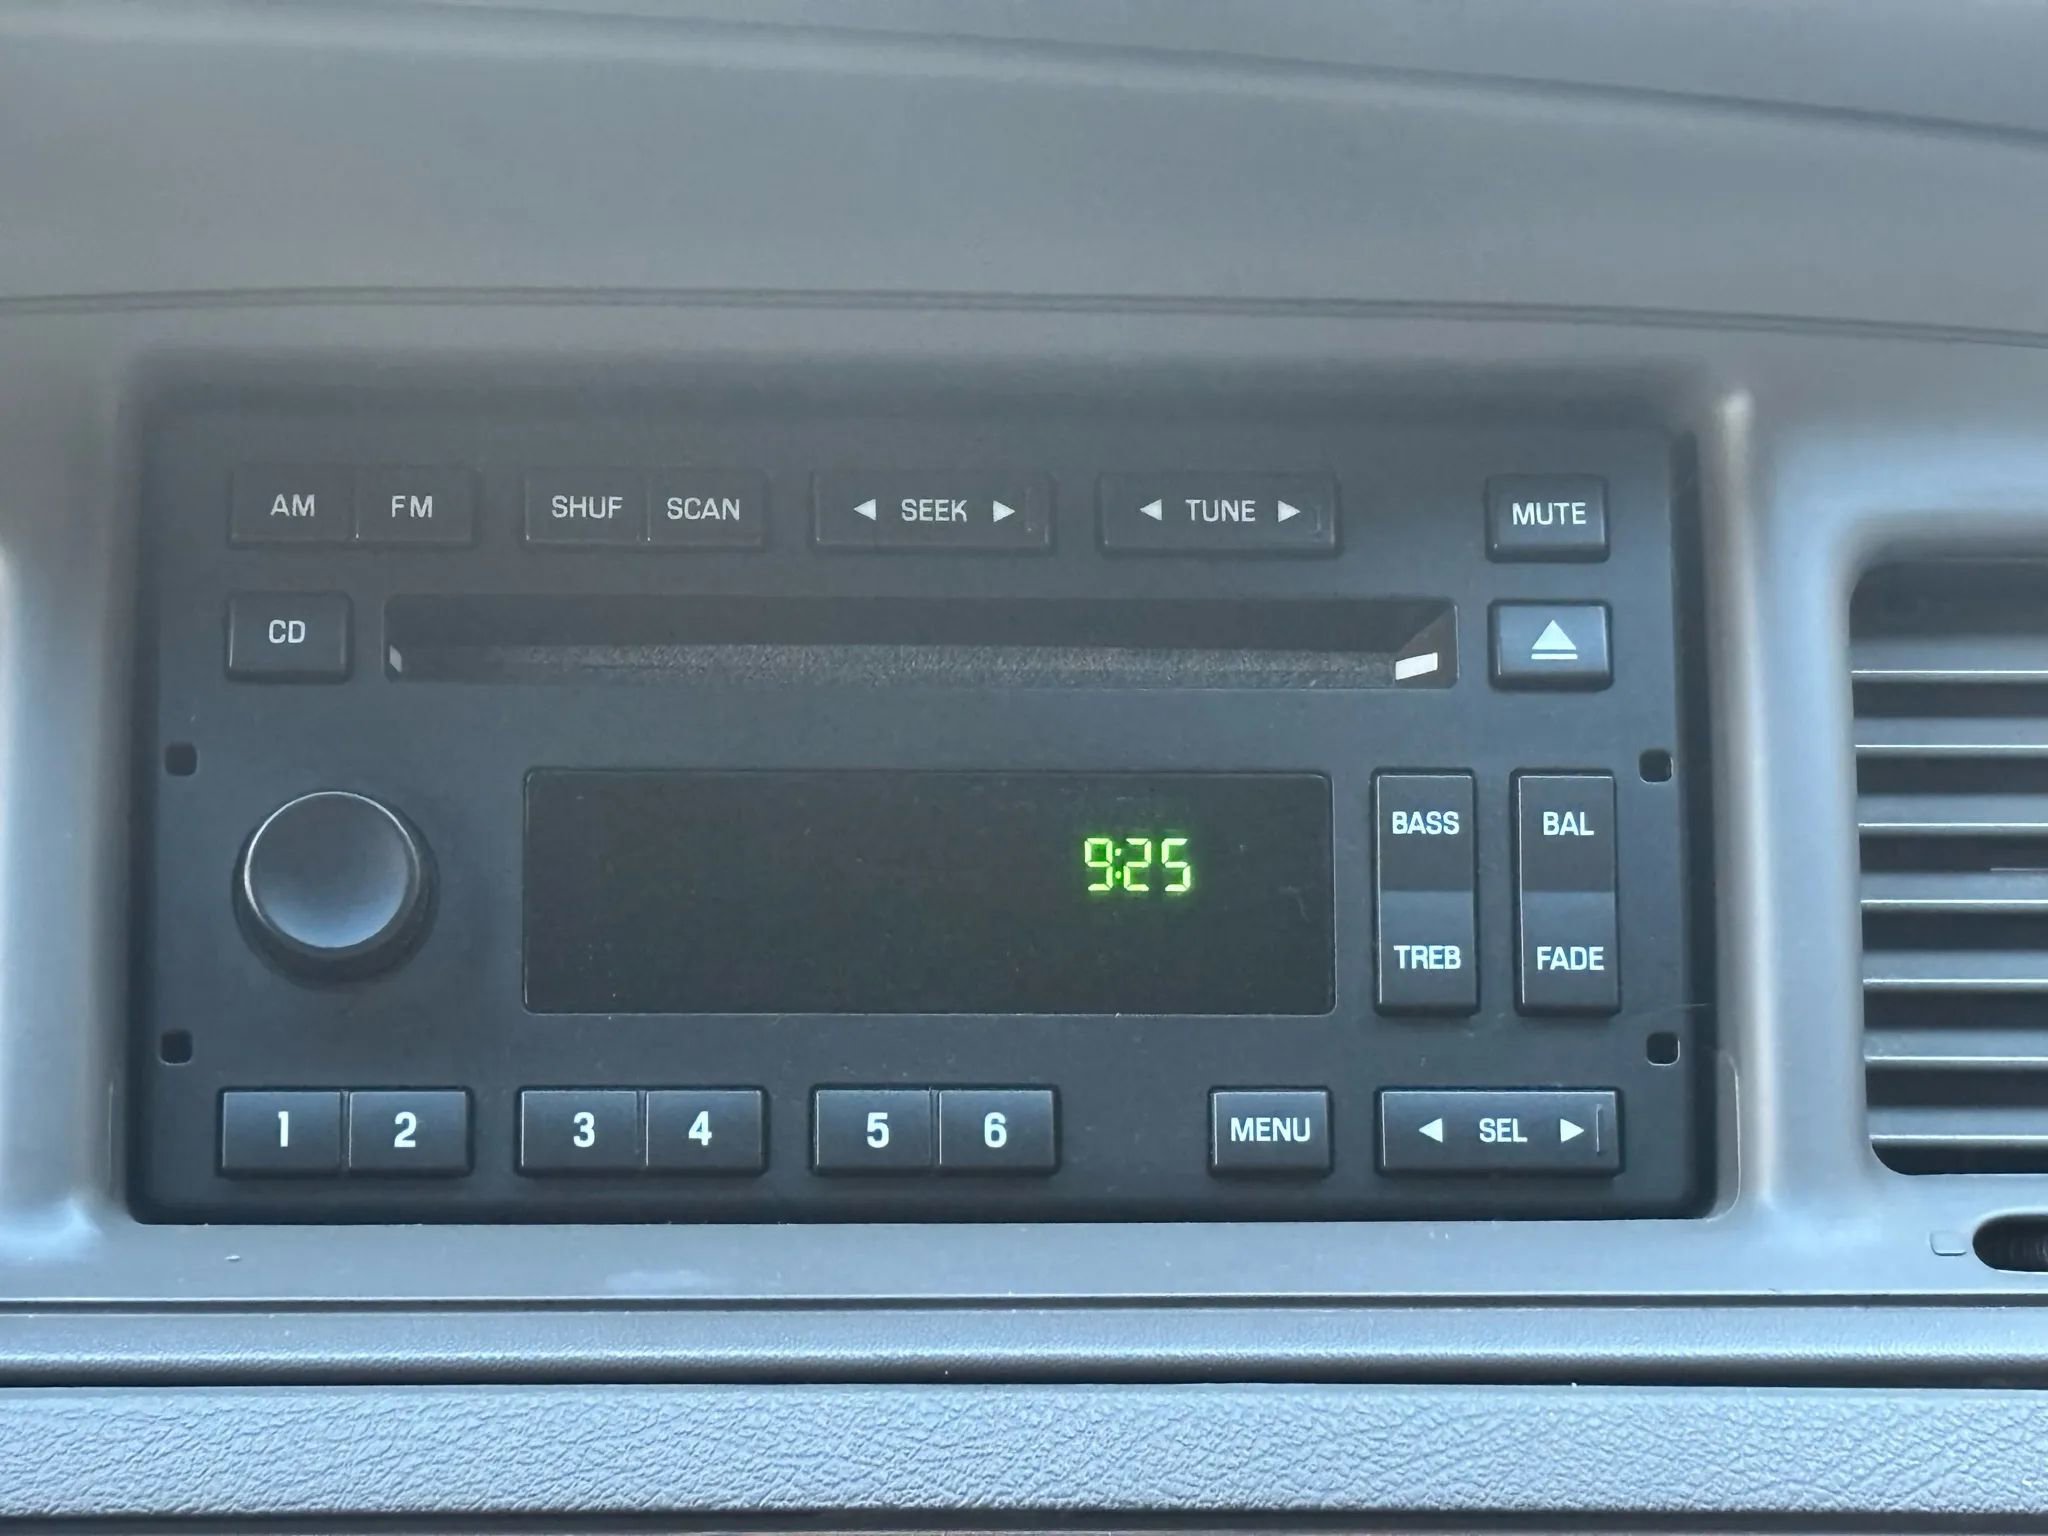 AM FM SHUF SCAN ◀ SEEK ▶ ◀ TUNE ▶ MUTE
CD
9:25
BASS BAL
TREB FADE
1 2 3 4 5 6 MENU ◀ SEL ▶